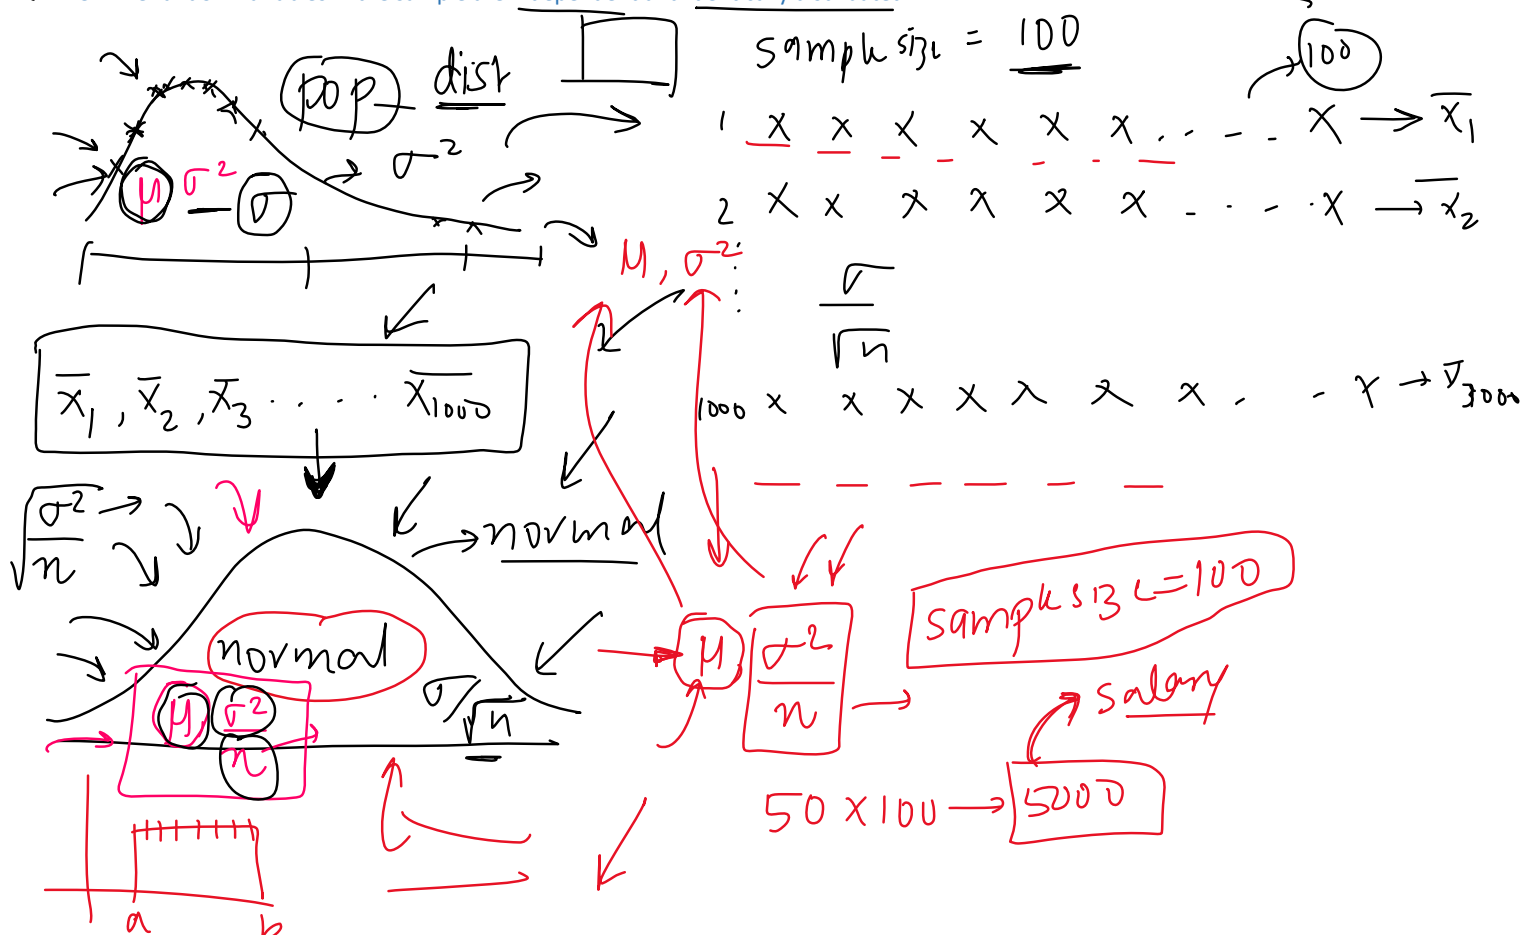 sample size = 100
100
pop dist
σ²
μ σ² σ
1 x x x x x x . . - - - x → x̄₁
2 x x x x x x - . . - - . x → x̄₂
μ, σ²
σ/√n
x̄₁, x̄₂, x̄₃ . . . . . x̄₁₀₀₀
1000 x x x x x x x . - . x →
√(σ²/n)
normal
sample size = 100
normal
μ σ²/n
σ/√n
μ σ²/n
salary
50 x 100 → 5000
a b